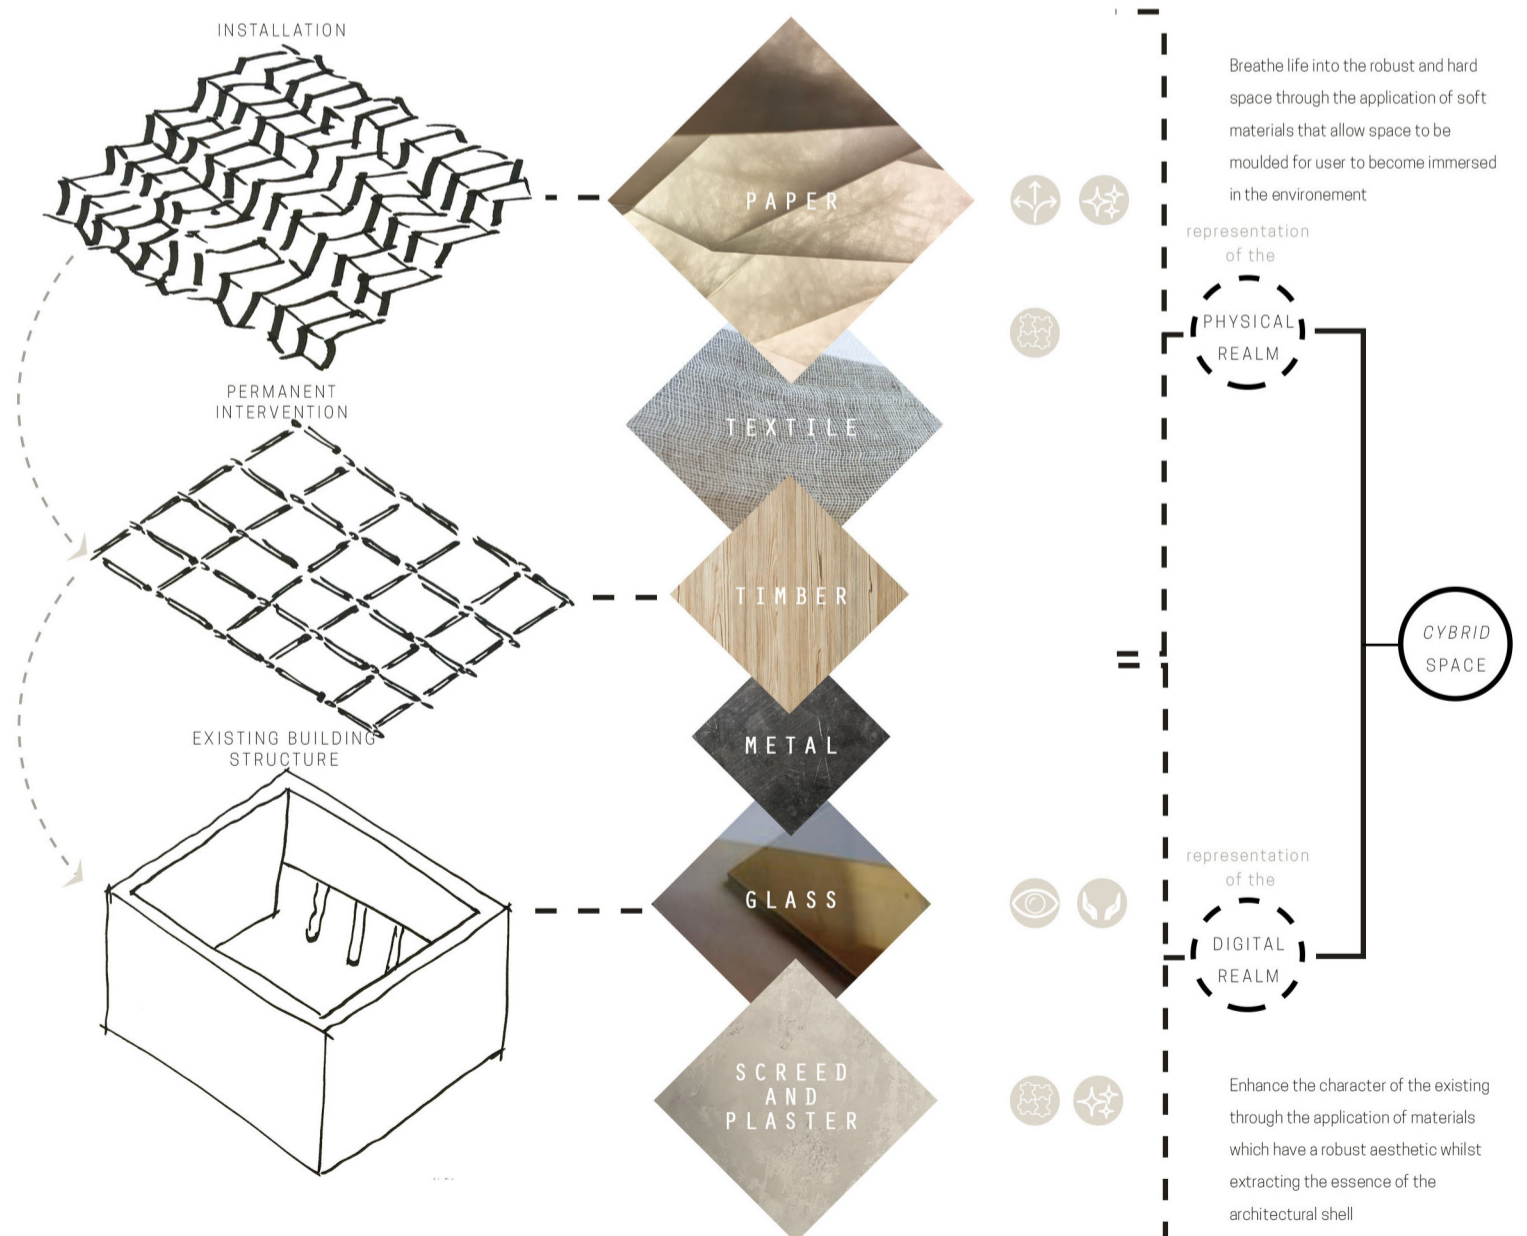 INSTALLATION
PERMANENT
INTERVENTION
EXISTING BUILDING
STRUCTURE
PAPER
TEXTILE
TIMBER
METAL
GLASS
SCREED
AND
PLASTER
Breathe life into the robust and hard
space through the application of soft
materials that allow space to be
moulded for user to become immersed
in the environement
representation
of the
PHYSICAL
REALM
CYBRID
SPACE
representation
of the
DIGITAL
REALM
Enhance the character of the existing
through the application of materials
which have a robust aesthetic whilst
extracting the essence of the
architectural shell